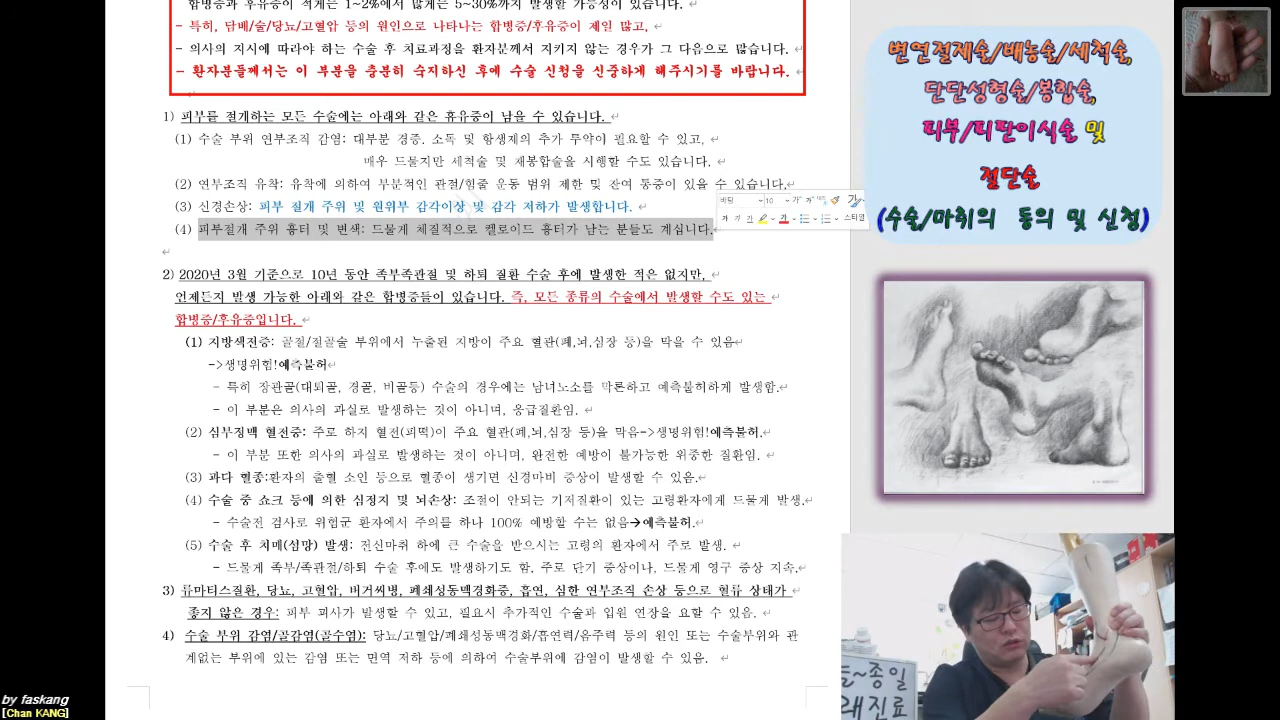 합병증과 후유증이 적게는 1~2%에서 많게는 5~30%까지 발생할 가능성이 있습니다.
- 특히, 담배/술/당뇨/고혈압 등의 원인으로 나타나는 합병증/후유증이 제일 많고,
- 의사의 지시에 따라야 하는 수술 후 치료과정을 환자분께서 지키지 않는 경우가 그 다음으로 많습니다.
- 환자분들께서는 이 부분을 충분히 숙지하신 후에 수술 신청을 신중하게 해주시기를 바랍니다.
1) 피부를 절개하는 모든 수술에는 아래와 같은 휴유증이 남을 수 있습니다.
(1) 수술 부위 연부조직 감염: 대부분 경증. 소독 및 항생제의 추가 투약이 필요할 수 있고,
매우 드물지만 세척술 및 재봉합술을 시행할 수도 있습니다.
(2) 연부조직 유착: 유착에 의하여 부분적인 관절/힘줄 운동 범위 제한 및 잔여 통증이 있을 수 있습니다.
(3) 신경손상: 피부 절개 주위 및 원위부 감각이상 및 감각 저하가 발생합니다.
(4) 피부절개 주위 흉터 및 변색: 드물게 체질적으로 켈로이드 흉터가 남는 분들도 계십니다.
2) 2020년 3월 기준으로 10년 동안 족부족관절 및 하퇴 질환 수술 후에 발생한 적은 없지만,
언제든지 발생 가능한 아래와 같은 합병증들이 있습니다. 즉, 모든 종류의 수술에서 발생할 수도 있는
합병증/후유증입니다.
(1) 지방색전증: 골절/절골술 부위에서 누출된 지방이 주요 혈관(폐,뇌,심장 등)을 막을 수 있음
->생명위험!예측불허
- 특히 장관골(대퇴골, 경골, 비골등) 수술의 경우에는 남녀노소를 막론하고 예측불허하게 발생함.
- 이 부분은 의사의 과실로 발생하는 것이 아니며, 응급질환임.
(2) 심부정맥 혈전증: 주로 하지 혈전(피떡)이 주요 혈관(폐,뇌,심장 등)을 막음->생명위험!예측불허.
- 이 부분 또한 의사의 과실로 발생하는 것이 아니며, 완전한 예방이 불가능한 위중한 질환임.
(3) 과다 혈종:환자의 출혈 소인 등으로 혈종이 생기면 신경마비 증상이 발생할 수 있음.
(4) 수술 중 쇼크 등에 의한 심정지 및 뇌손상: 조절이 안되는 기저질환이 있는 고령환자에게 드물게 발생.
- 수술전 검사로 위험군 환자에서 주의를 하나 100% 예방할 수는 없음→예측불허.
(5) 수술 후 치매(섬망) 발생: 전신마취 하에 큰 수술을 받으시는 고령의 환자에서 주로 발생.
- 드물게 족부/족관절/하퇴 수술 후에도 발생하기도 함. 주로 단기 증상이나, 드물게 영구 증상 지속.
3) 류마티스질환, 당뇨, 고혈압, 버거씨병, 폐쇄성동맥경화증, 흡연, 심한 연부조직 손상 등으로 혈류 상태가
좋지 않은 경우: 피부 괴사가 발생할 수 있고, 필요시 추가적인 수술과 입원 연장을 요할 수 있음.
4) 수술 부위 감염/골감염(골수염): 당뇨/고혈압/폐쇄성동맥경화/흡연력/음주력 등의 원인 또는 수술부위와 관
계없는 부위에 있는 감염 또는 면역 저하 등에 의하여 수술부위에 감염이 발생할 수 있음.
바탕
10
가 가 가
스타일
변연절제술/배농술/세척술,
단단성형술/봉합술,
피부/피판이식술 및
절단술
(수술/마취의 동의 및 신청)
~종일
래진료
by faskang
[Chan KANG]